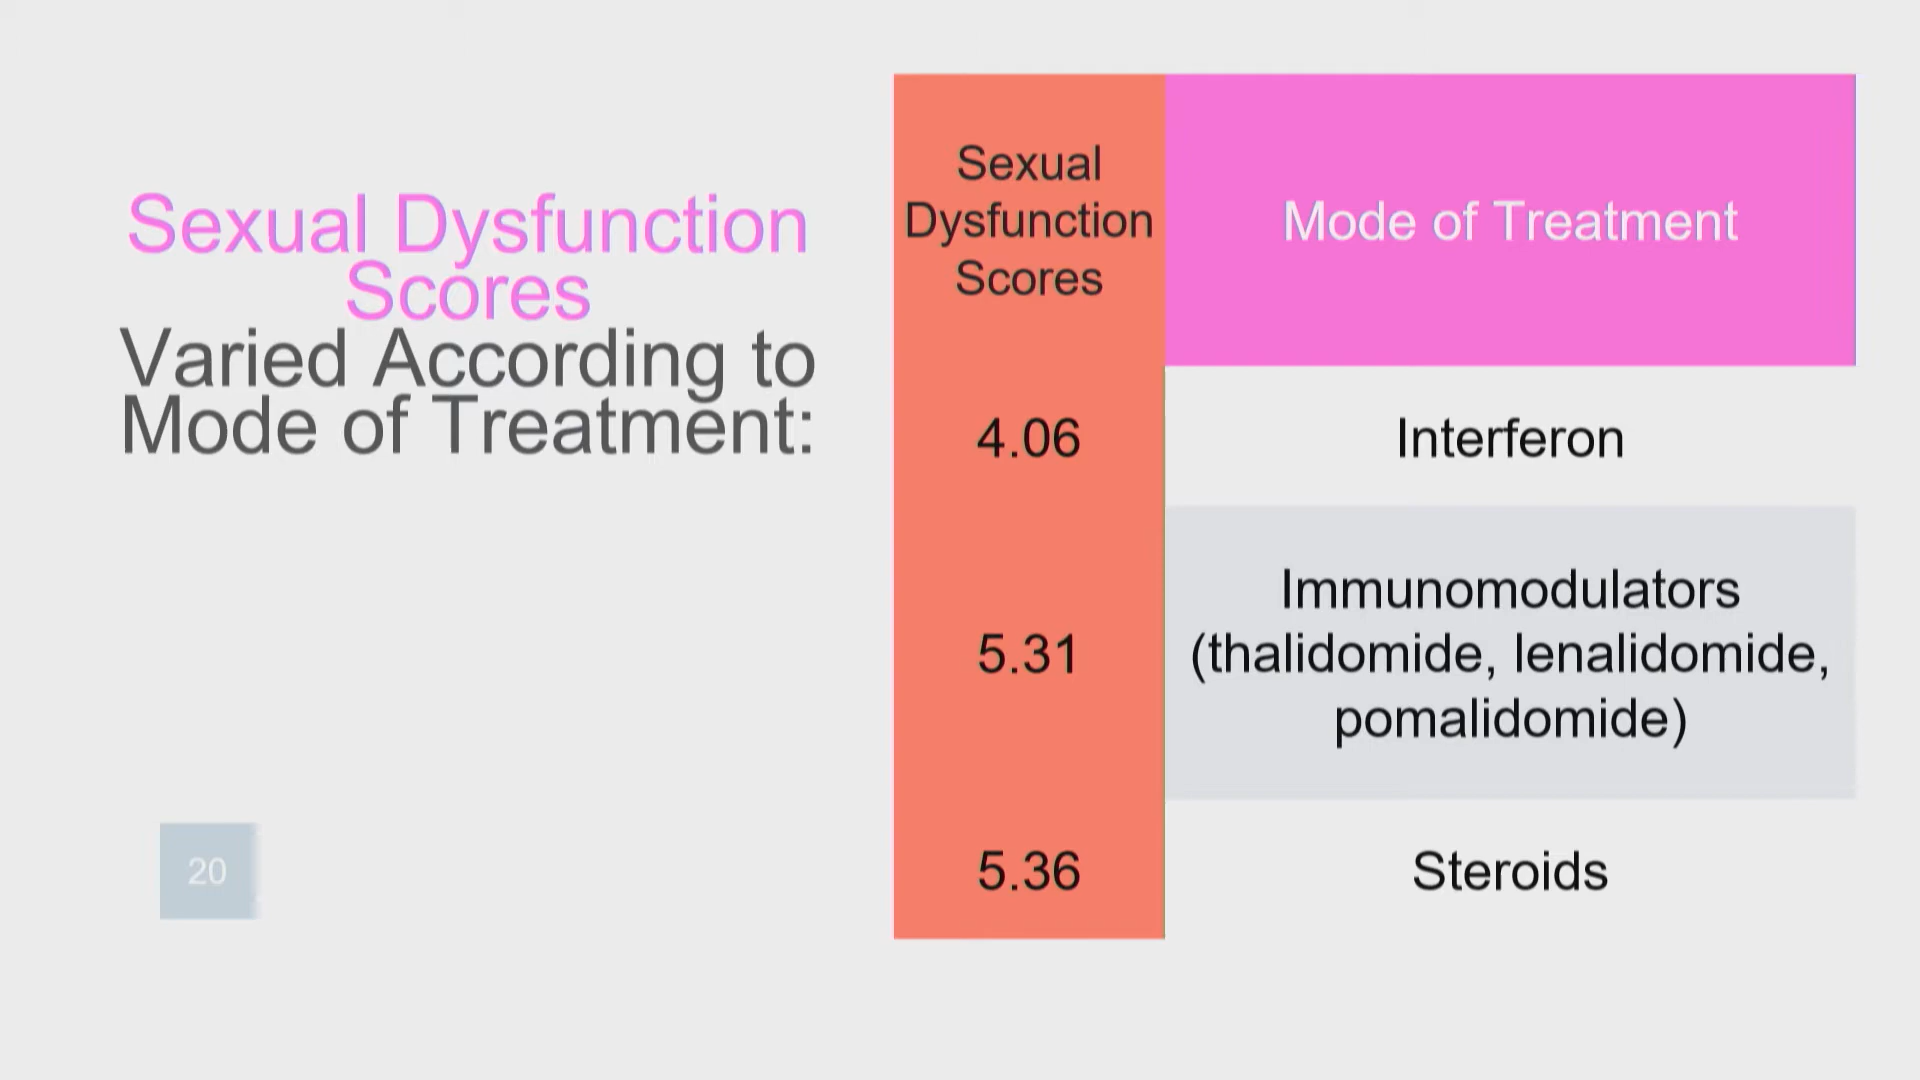 Sexual Dysfunction
Scores
Varied According to
Mode of Treatment:
Sexual
Dysfunction
Scores
Mode of Treatment
4.06
Interferon
5.31
Immunomodulators
(thalidomide, lenalidomide,
pomalidomide)
5.36
Steroids
20